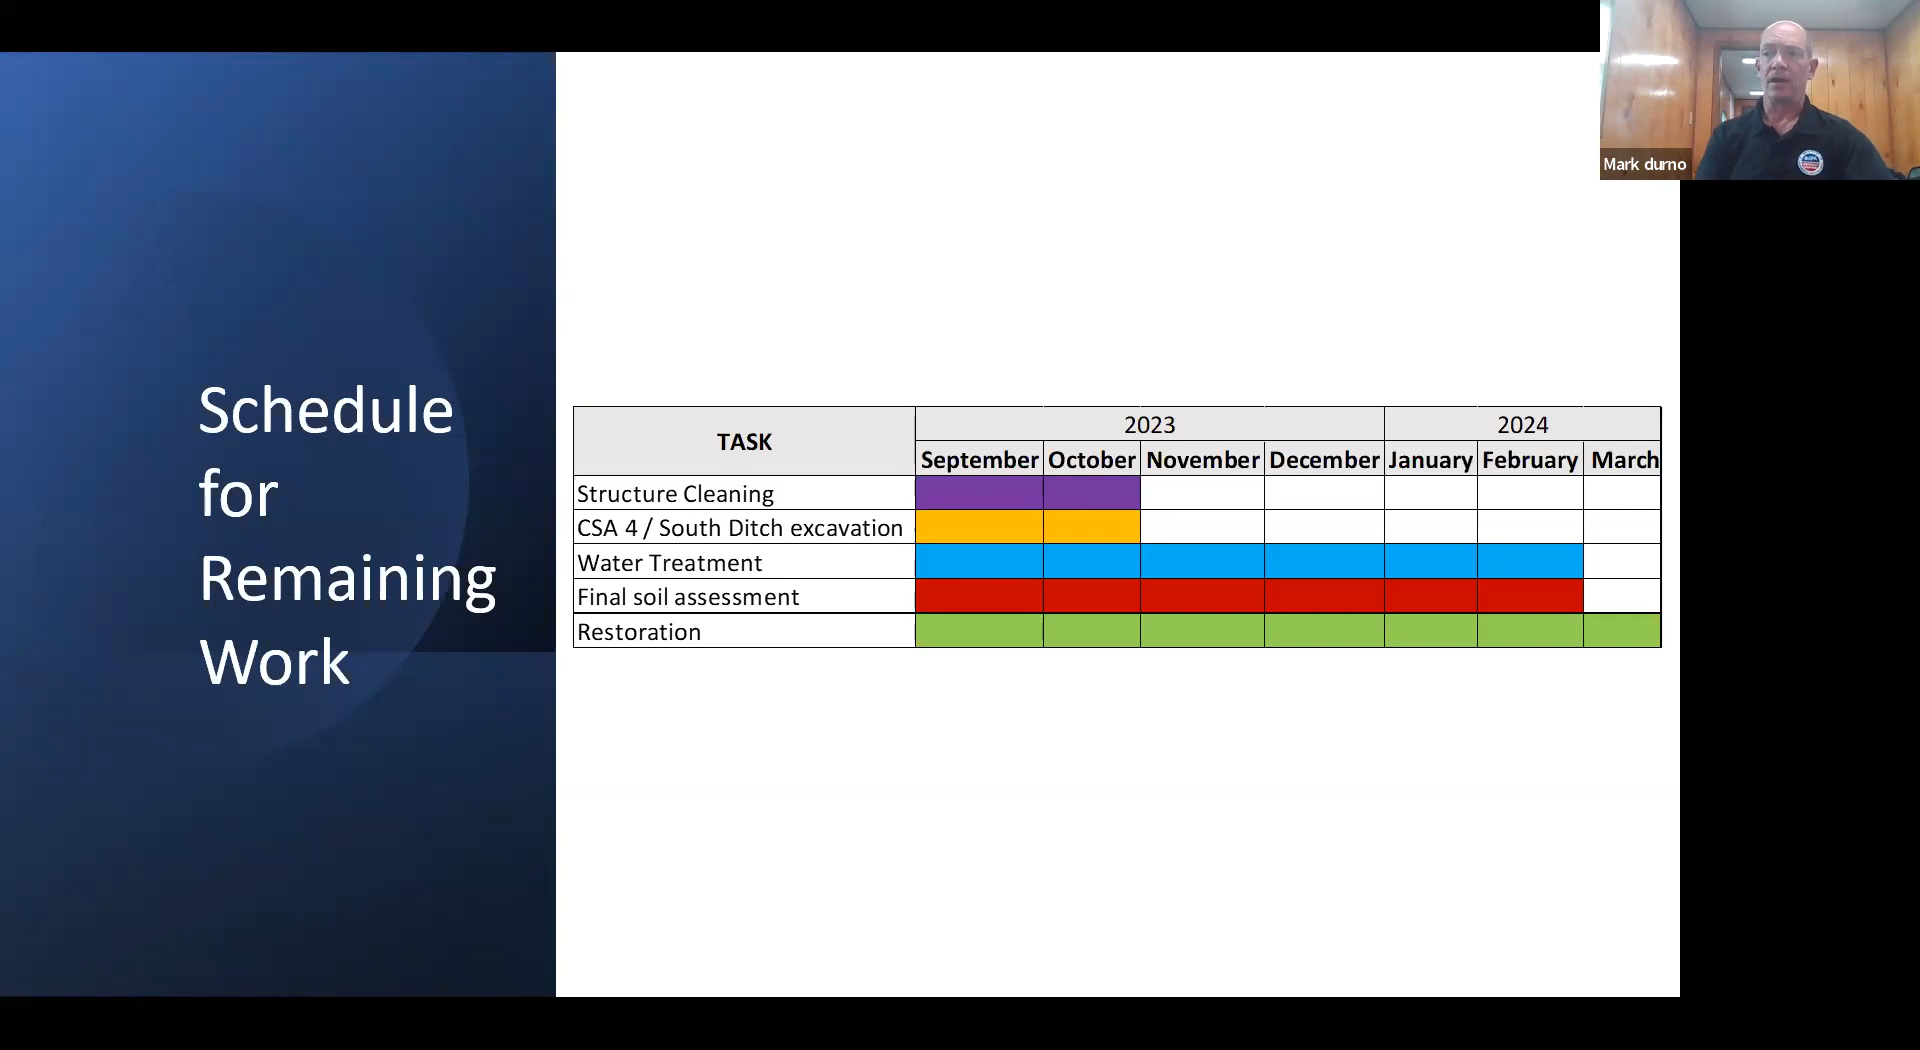 Mark durno
Schedule
for
Remaining
Work
TASK
2023
2024
September October November December January February March
Structure Cleaning
CSA 4 / South Ditch excavation
Water Treatment
Final soil assessment
Restoration